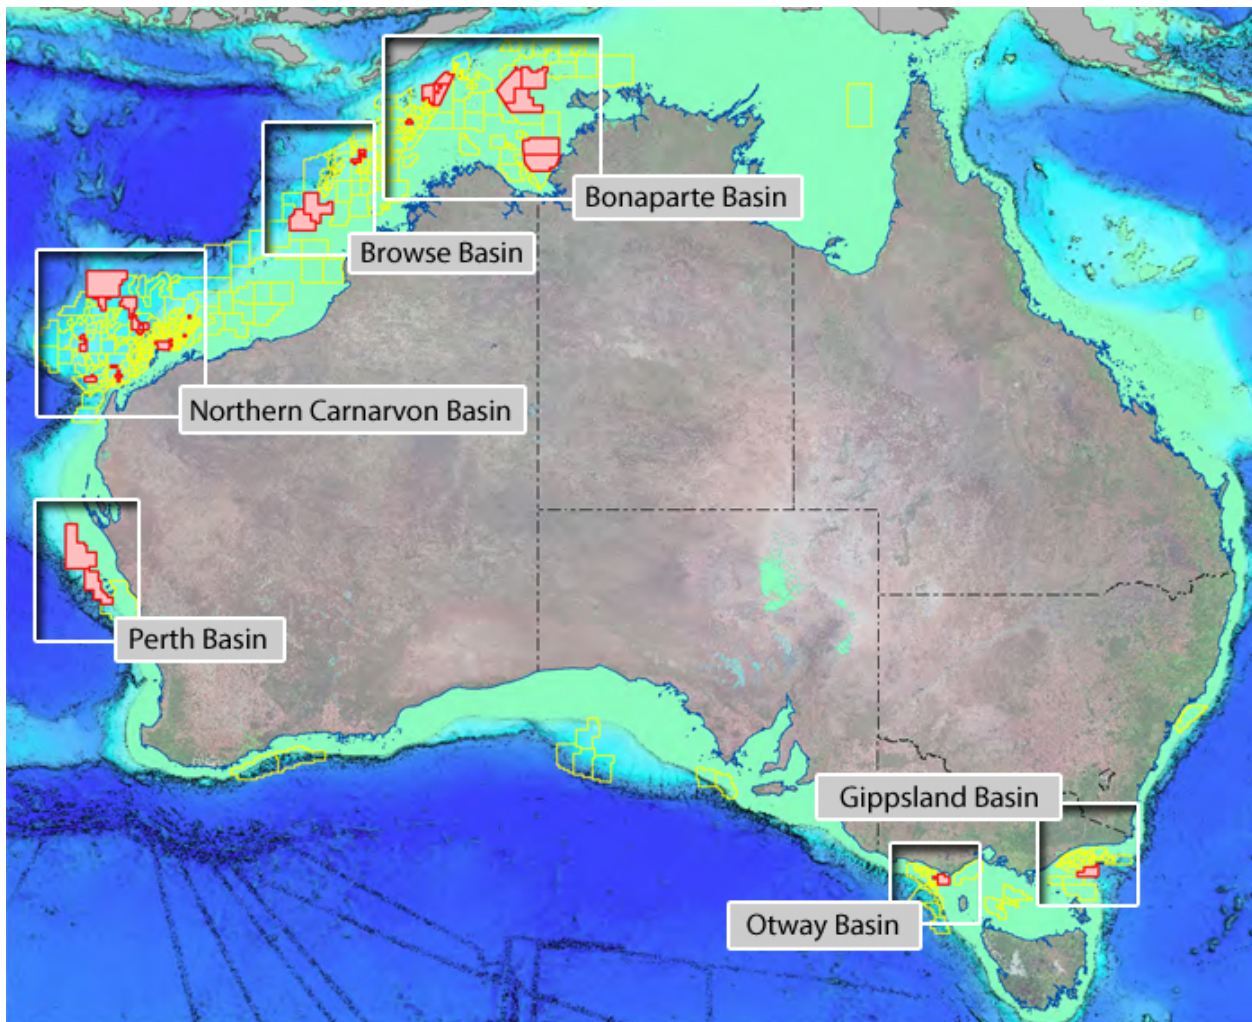 Bonaparte Basin
Browse Basin
Northern Carnarvon Basin
Perth Basin
Gippsland Basin
Otway Basin